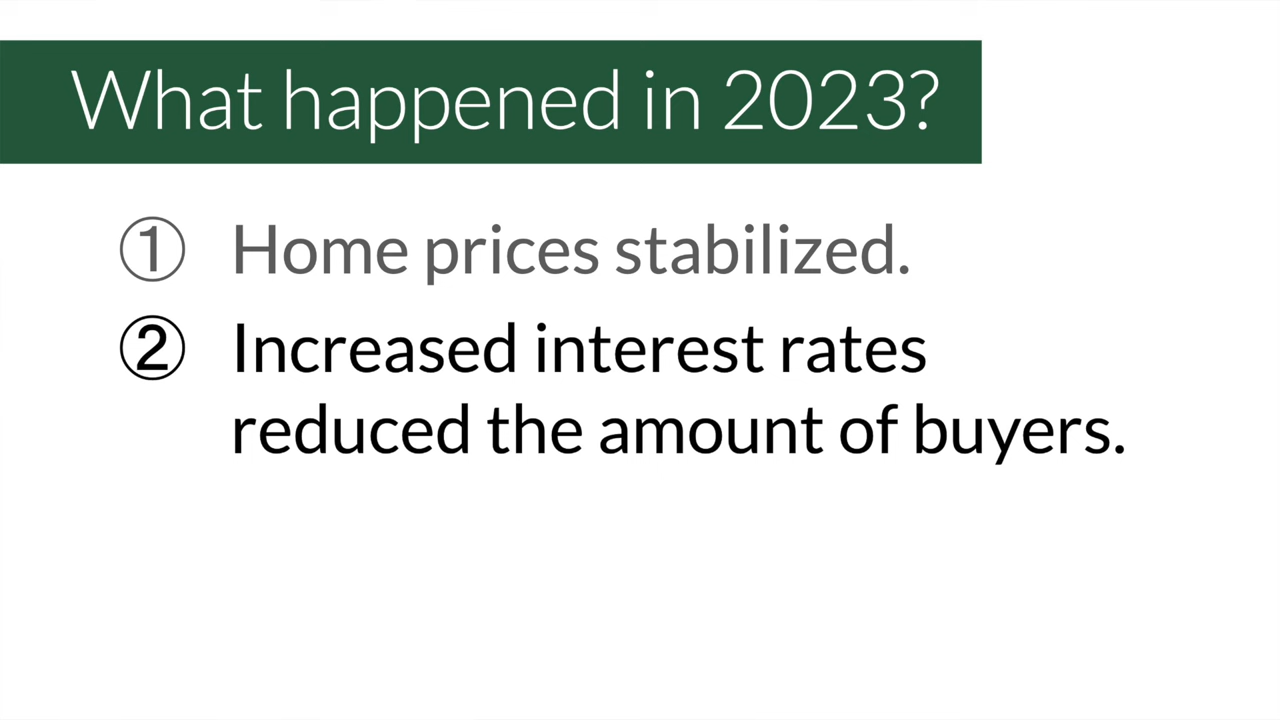 What happened in 2023?
① Home prices stabilized.
② Increased interest rates
reduced the amount of buyers.